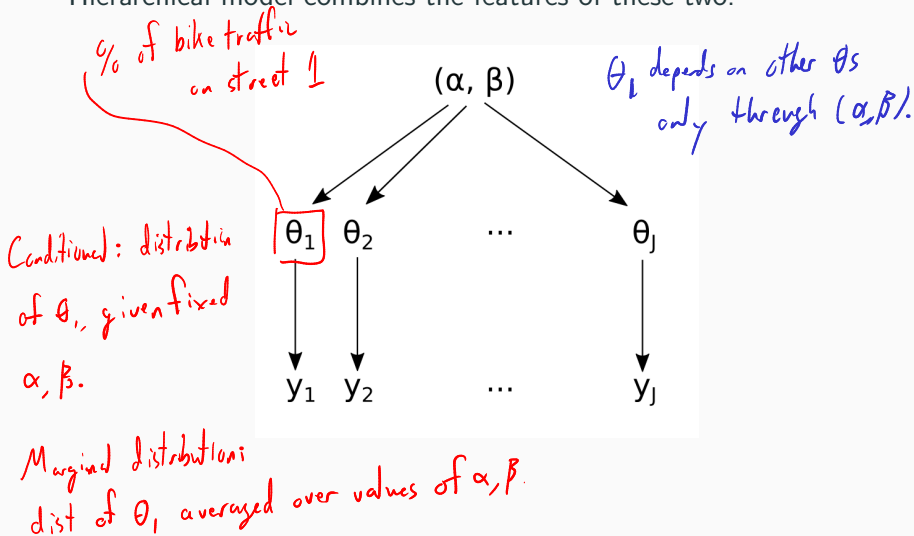 Hierarchical model combines the features of these two:
% of bike traffic
on street 1
(α, β)
θ₁ depends on other θs
only through (α, β).
θ₁ θ₂ ... θJ
Conditional: distribution
of θ₁, given fixed
α, β.
y₁ y₂ ... yJ
Marginal distribution:
dist of θ₁ averaged over values of α, β.